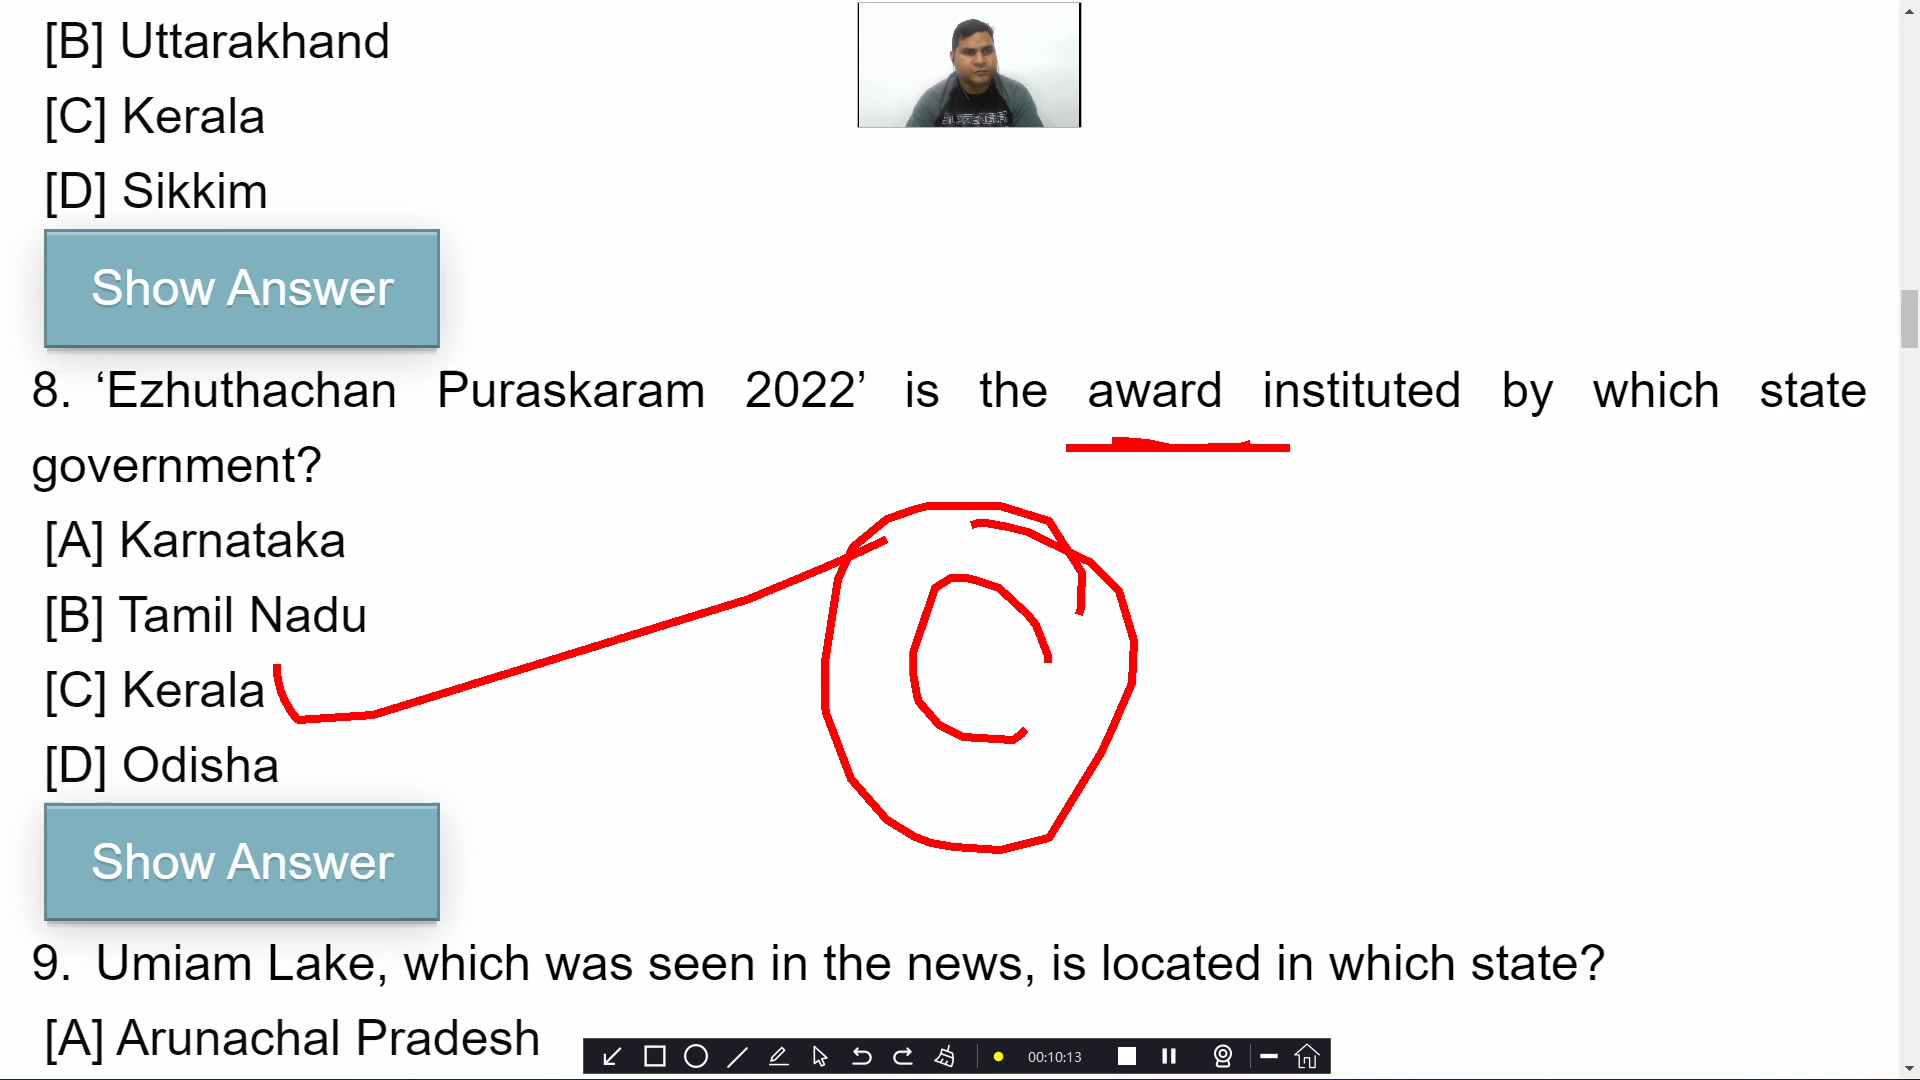 [B] Uttarakhand
[C] Kerala
[D] Sikkim
Show Answer
8. ‘Ezhuthachan Puraskaram 2022’ is the award instituted by which state
government?
[A] Karnataka
[B] Tamil Nadu
[C] Kerala
[D] Odisha
C
Show Answer
9. Umiam Lake, which was seen in the news, is located in which state?
[A] Arunachal Pradesh
00:10:13